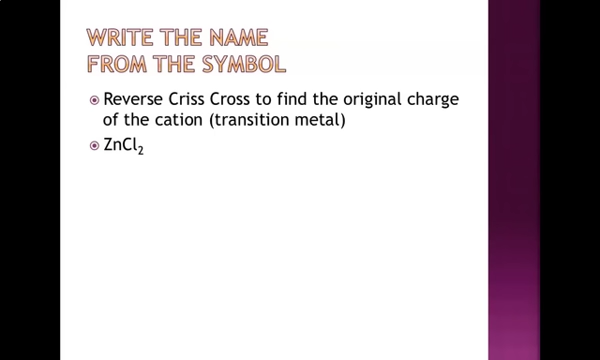 WRITE THE NAME
FROM THE SYMBOL
Reverse Criss Cross to find the original charge
of the cation (transition metal)
ZnCl₂